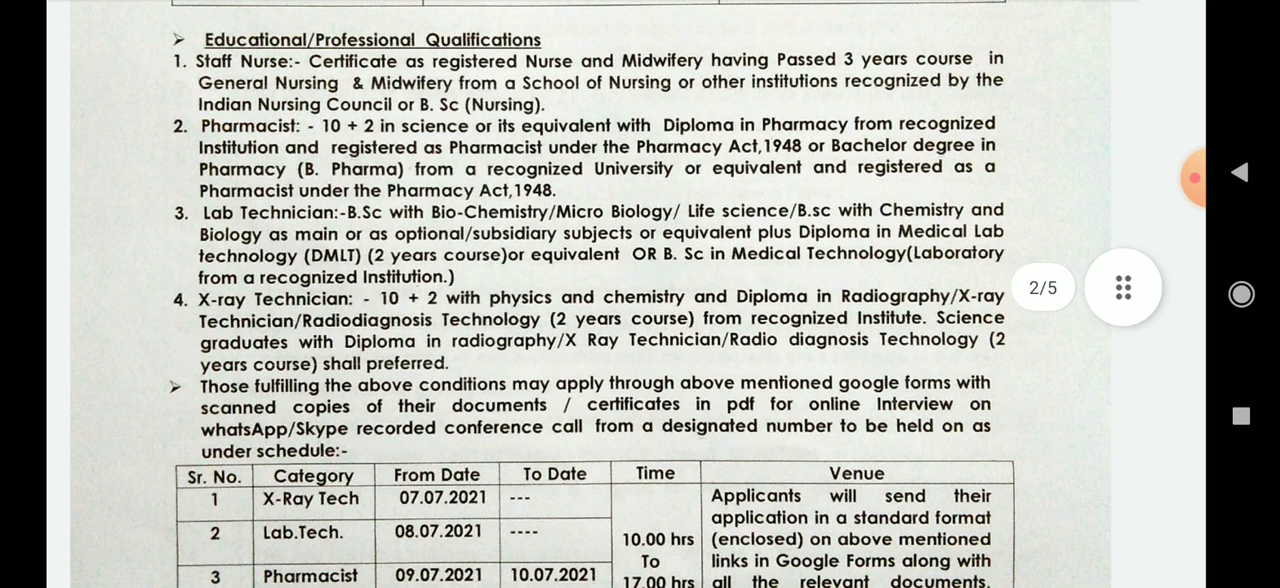 ➢ Educational/Professional Qualifications
1. Staff Nurse:- Certificate as registered Nurse and Midwifery having Passed 3 years course in
General Nursing & Midwifery from a School of Nursing or other institutions recognized by the
Indian Nursing Council or B. Sc (Nursing).
2. Pharmacist: - 10 + 2 in science or its equivalent with Diploma in Pharmacy from recognized
Institution and registered as Pharmacist under the Pharmacy Act,1948 or Bachelor degree in
Pharmacy (B. Pharma) from a recognized University or equivalent and registered as a
Pharmacist under the Pharmacy Act,1948.
3. Lab Technician:-B.Sc with Bio-Chemistry/Micro Biology/ Life science/B.sc with Chemistry and
Biology as main or as optional/subsidiary subjects or equivalent plus Diploma in Medical Lab
technology (DMLT) (2 years course)or equivalent OR B. Sc in Medical Technology(Laboratory
from a recognized Institution.)
4. X-ray Technician: - 10 + 2 with physics and chemistry and Diploma in Radiography/X-ray
Technician/Radiodiagnosis Technology (2 years course) from recognized Institute. Science
graduates with Diploma in radiography/X Ray Technician/Radio diagnosis Technology (2
years course) shall preferred.
➢ Those fulfilling the above conditions may apply through above mentioned google forms with
scanned copies of their documents / certificates in pdf for online Interview on
whatsApp/Skype recorded conference call from a designated number to be held on as
under schedule:-
Sr. No. Category From Date To Date Time Venue
1 X-Ray Tech 07.07.2021 ---
2 Lab.Tech. 08.07.2021 ----
3 Pharmacist 09.07.2021 10.07.2021
10.00 hrs
To
17.00 hrs
Applicants will send their
application in a standard format
(enclosed) on above mentioned
links in Google Forms along with
all the relevant documents.
2/5